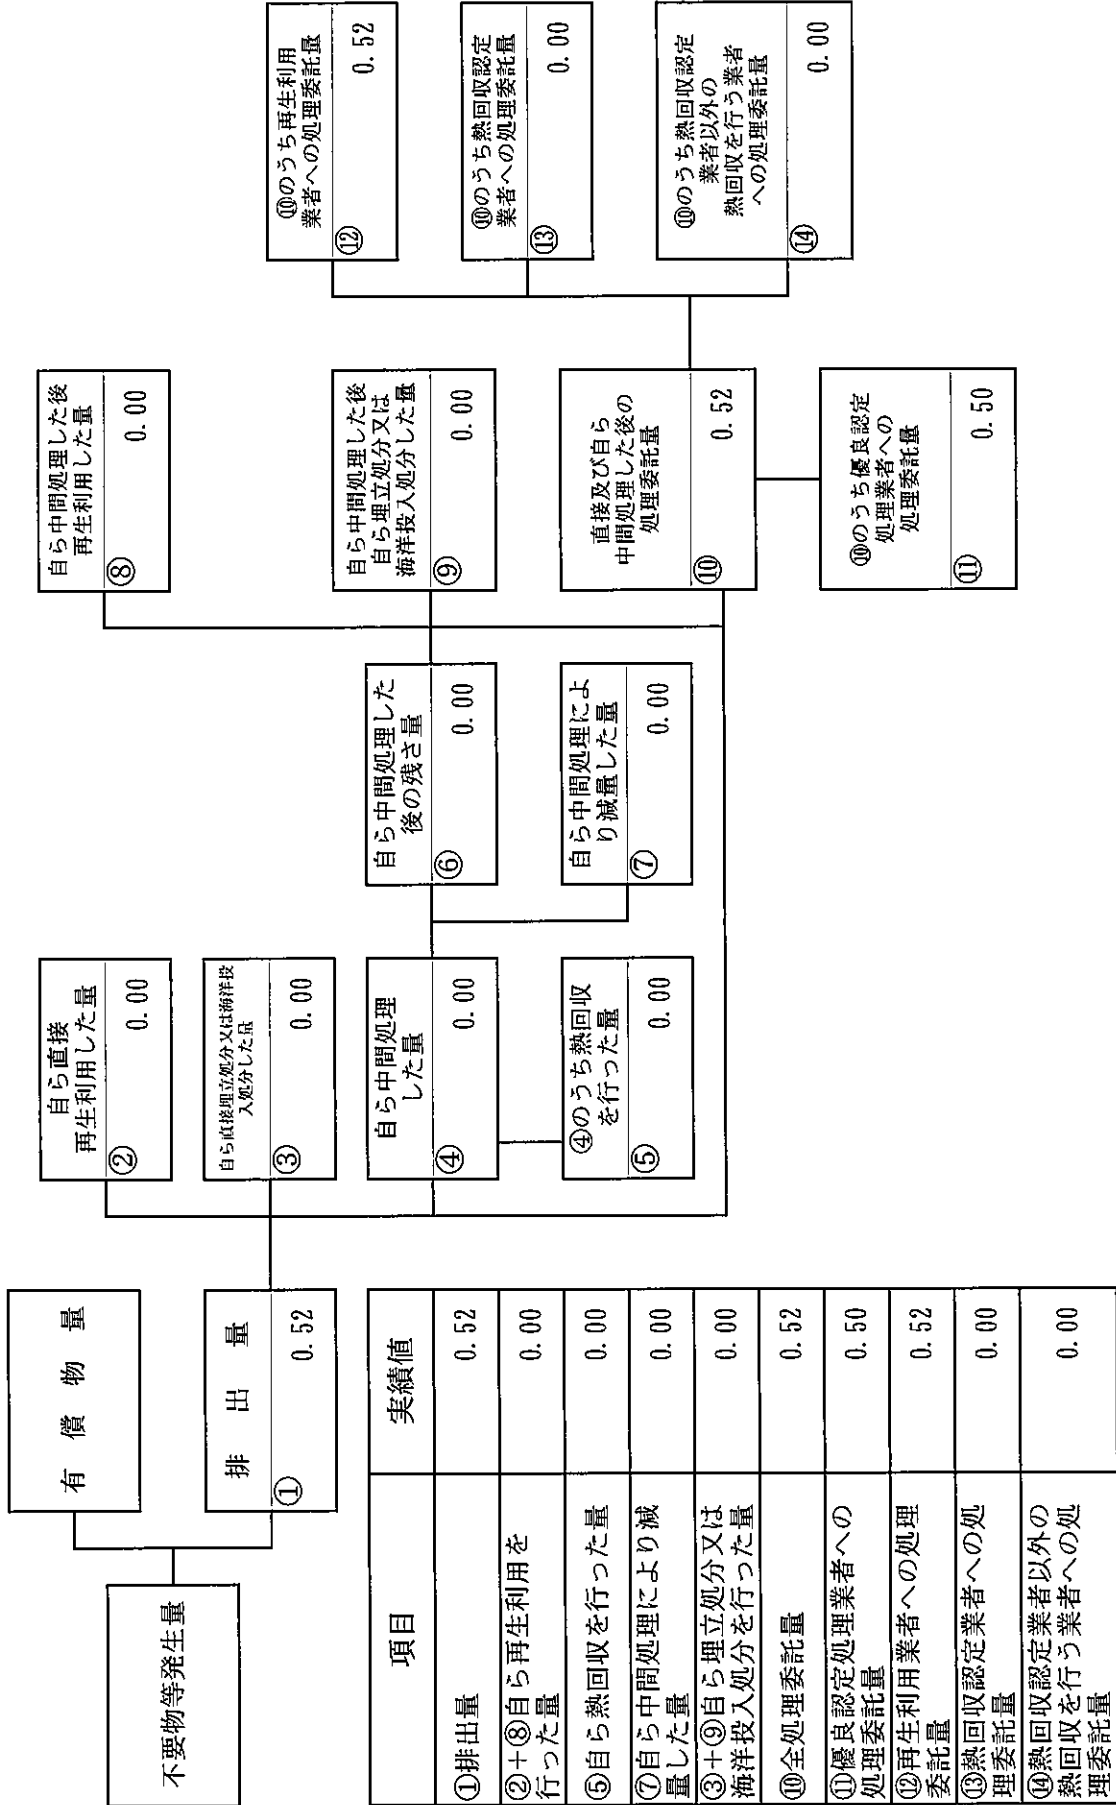 不要物等発生量
有償物量
排出量
①
0.52
自ら直接
再生利用した量
②
0.00
自ら直接埋立処分又は海洋投
入処分した量
③
0.00
自ら中間処理
した量
④
0.00
④のうち熱回収
を行った量
⑤
0.00
自ら中間処理した
後の残さ量
⑥
0.00
自ら中間処理によ
り減量した量
⑦
0.00
自ら中間処理した後
再生利用した量
⑧
0.00
自ら中間処理した後
自ら埋立処分又は
海洋投入処分した量
⑨
0.00
直接及び自ら
中間処理した後の
処理委託量
⑩
0.52
⑩のうち優良認定
処理業者への
処理委託量
⑪
0.50
⑩のうち再生利用
業者への処理委託量
⑫
0.52
⑩のうち熱回収認定
業者への処理委託量
⑬
0.00
⑩のうち熱回収認定
業者以外の
熱回収を行う業者
への処理委託量
⑭
0.00
項目
実績値
①排出量
0.52
②+⑧自ら再生利用を
行った量
0.00
⑤自ら熱回収を行った量
0.00
⑦自ら中間処理により減
量した量
0.00
③+⑨自ら埋立処分又は
海洋投入処分を行った量
0.00
⑩全処理委託量
0.52
⑪優良認定処理業者への
処理委託量
0.50
⑫再生利用業者への処理
委託量
0.52
⑬熱回収認定業者への処
理委託量
0.00
⑭熱回収認定業者以外の
熱回収を行う業者への処
理委託量
0.00